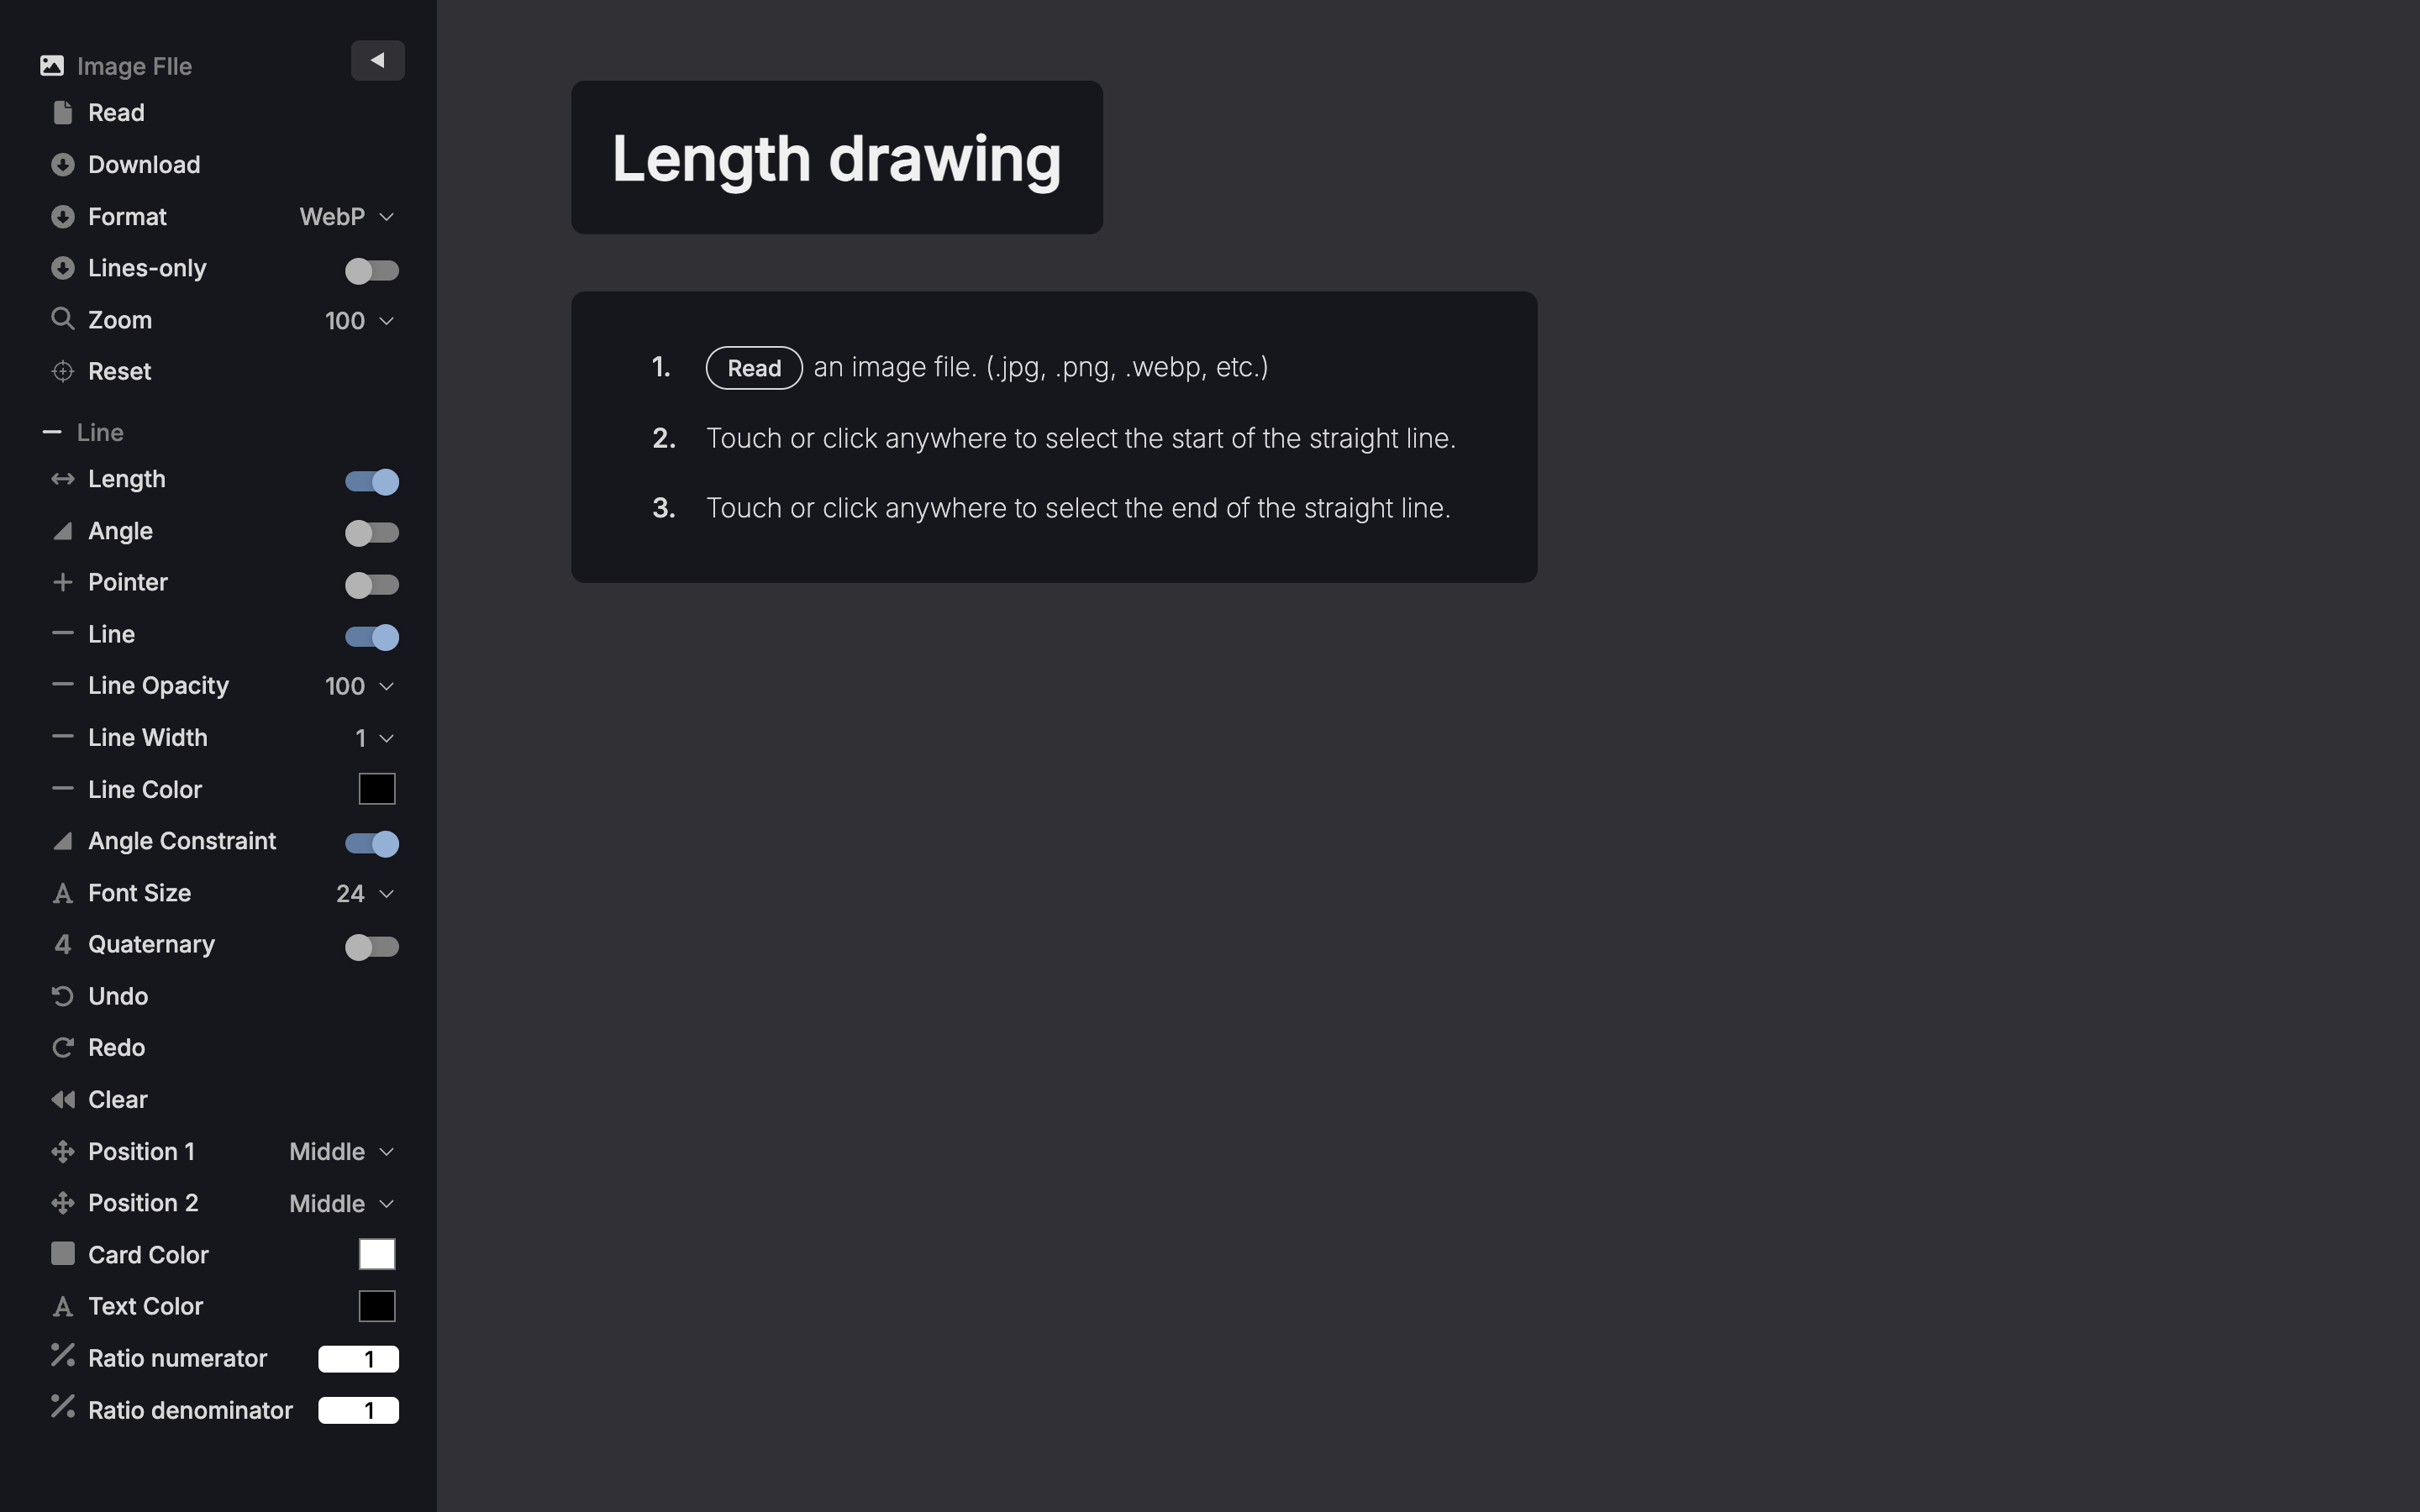 Image FIle
Read
Download
Format WebP
Lines-only
Zoom 100
Reset
Line
Length
Angle
Pointer
Line
Line Opacity 100
Line Width 1
Line Color
Angle Constraint
Font Size 24
4 Quaternary
Undo
Redo
Clear
Position 1 Middle
Position 2 Middle
Card Color
Text Color
Ratio numerator 1
Ratio denominator 1
Length drawing
1. Read an image file. (.jpg, .png, .webp, etc.)
2. Touch or click anywhere to select the start of the straight line.
3. Touch or click anywhere to select the end of the straight line.